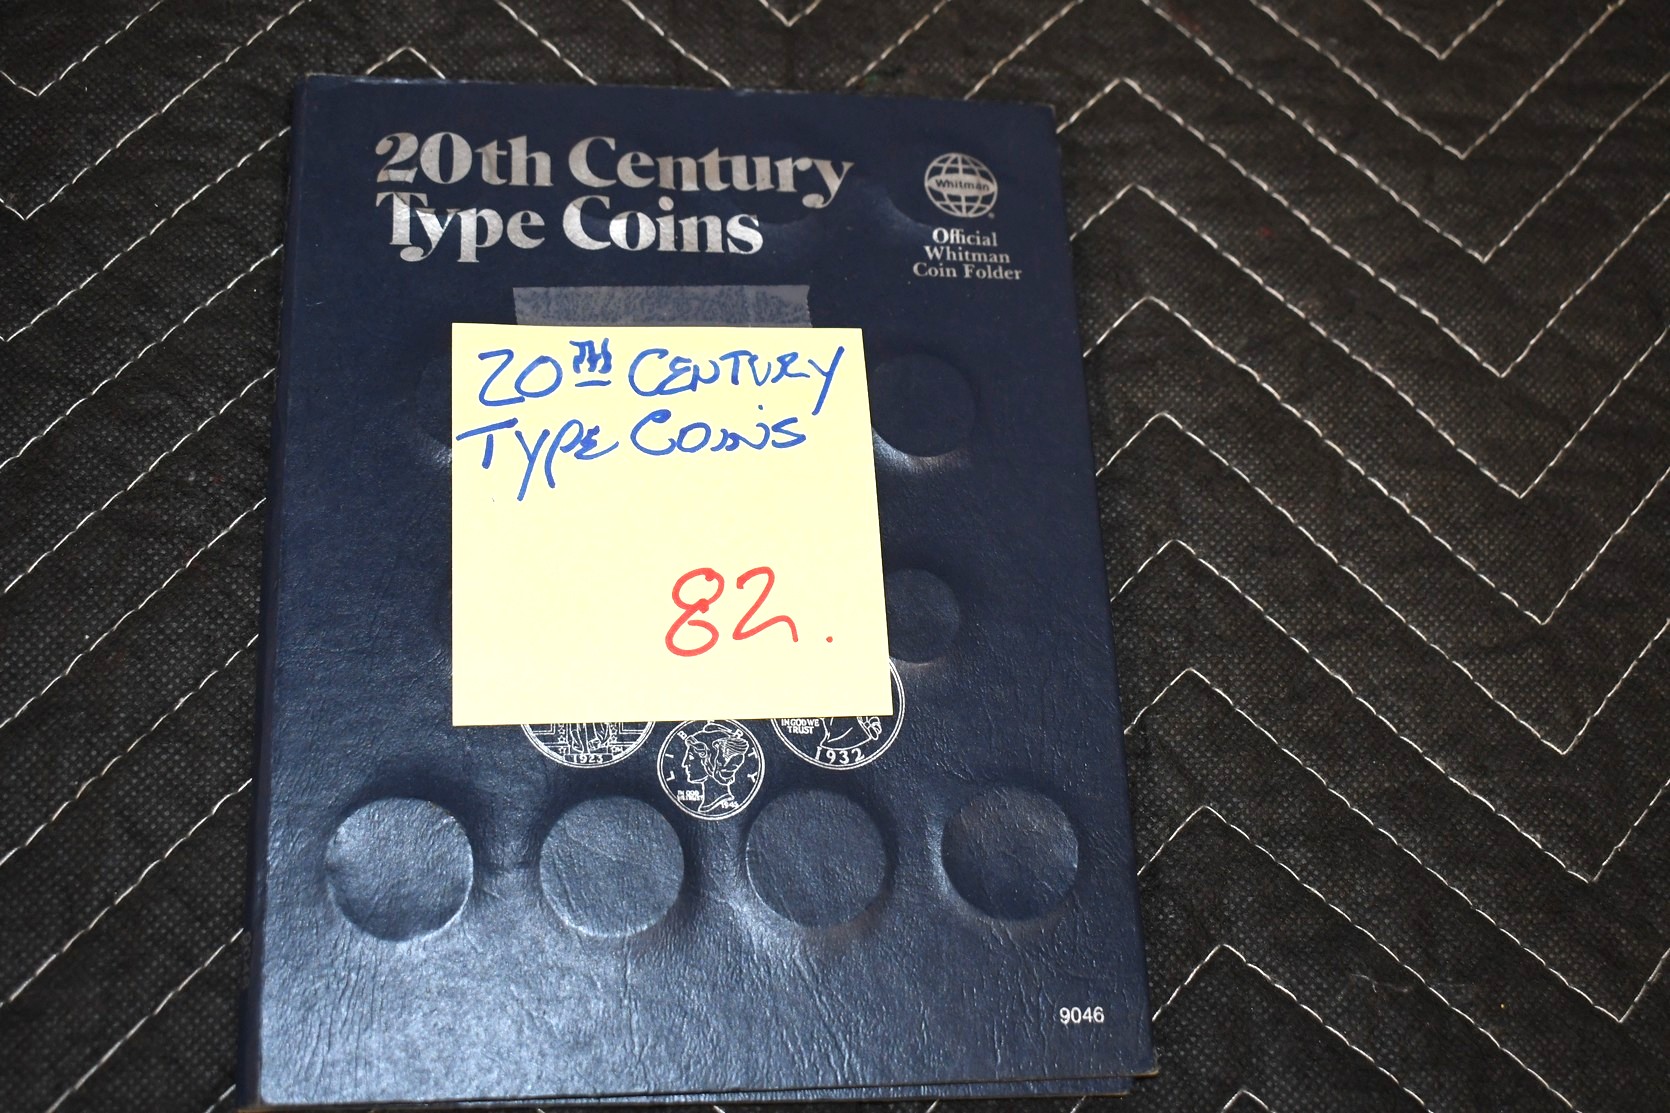 20th Century
Type Coins
Whitman
Official
Whitman
Coin Folder
20TH CENTURY
TYPE COINS
82.
1923
LIBERTY
IN GOD WE
TRUST
1932
9046